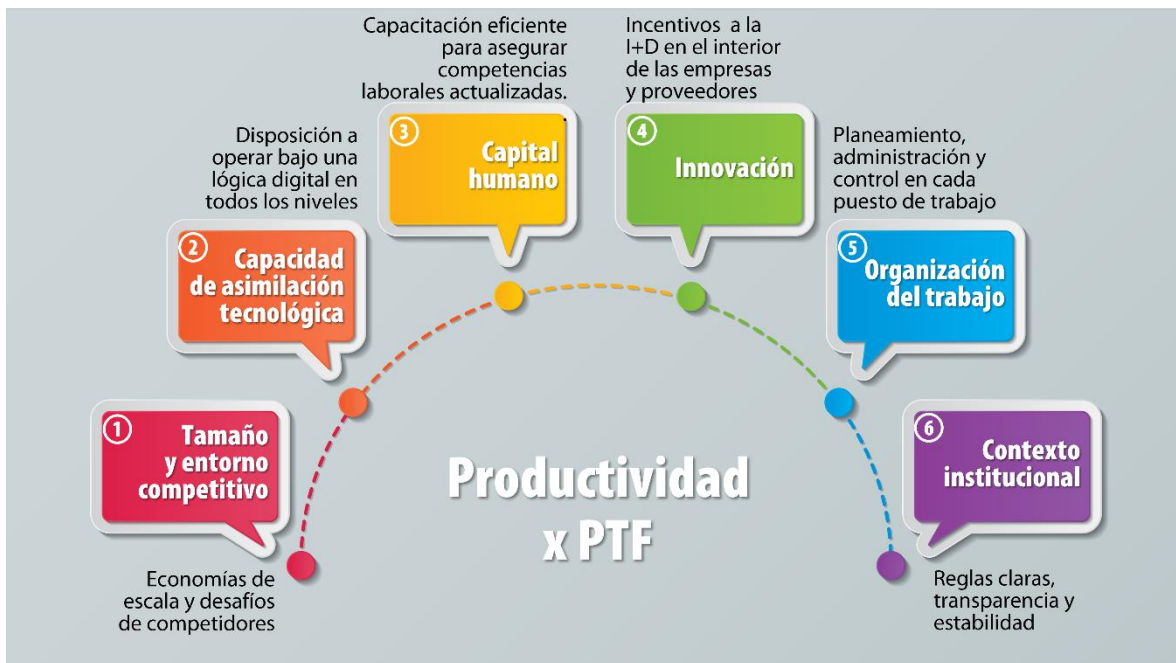 1
Tamaño
y entorno
competitivo
Economías de
escala y desafíos
de competidores
Disposición a
operar bajo una
lógica digital en
todos los niveles
2
Capacidad
de asimilación
tecnológica
Capacitación eficiente
para asegurar
competencias
laborales actualizadas.
3
Capital
humano
Incentivos a la
I+D en el interior
de las empresas
y proveedores
4
Innovación
Planeamiento,
administración y
control en cada
puesto de trabajo
5
Organización
del trabajo
6
Contexto
institucional
Reglas claras,
transparencia y
estabilidad
Productividad
x PTF